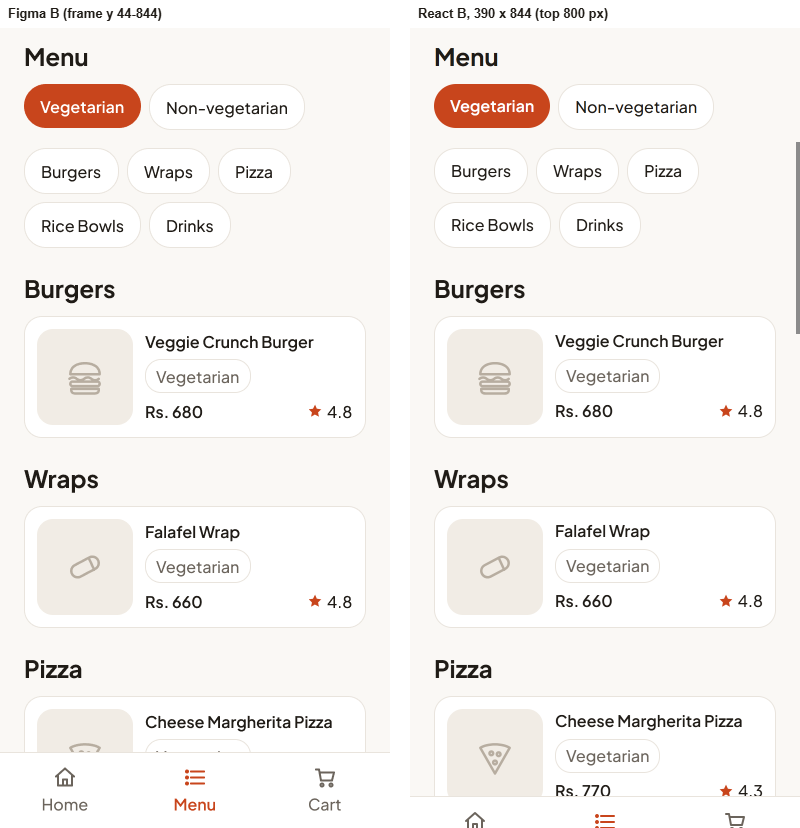 Figma B (frame y 44-844)
Menu
Vegetarian
Non-vegetarian
Burgers
Wraps
Pizza
Rice Bowls
Drinks
Burgers
Veggie Crunch Burger
Vegetarian
Rs. 680
4.8
Wraps
Falafel Wrap
Vegetarian
Rs. 660
4.8
Pizza
Cheese Margherita Pizza
Home
Menu
Cart
React B, 390 x 844 (top 800 px)
Menu
Vegetarian
Non-vegetarian
Burgers
Wraps
Pizza
Rice Bowls
Drinks
Burgers
Veggie Crunch Burger
Vegetarian
Rs. 680
4.8
Wraps
Falafel Wrap
Vegetarian
Rs. 660
4.8
Pizza
Cheese Margherita Pizza
Vegetarian
Rs. 770
4.3